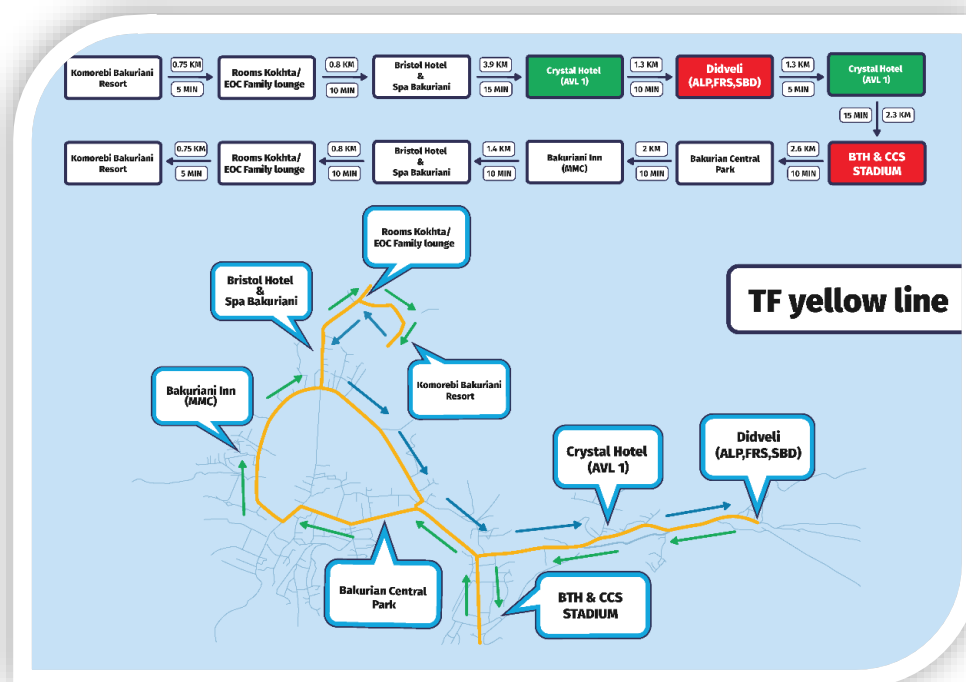 0.75 KM
0.8 KM
3.9 KM
1.3 KM
1.3 KM
Komorebi Bakuriani
Resort
Rooms Kokhta/
EOC Family lounge
Bristol Hotel
&
Spa Bakuriani
Crystal Hotel
(AVL 1)
Didveli
(ALP,FRS,SBD)
Crystal Hotel
(AVL 1)
5 MIN
10 MIN
15 MIN
10 MIN
5 MIN
15 MIN
2.3 KM
0.75 KM
0.8 KM
1.4 KM
2 KM
2.6 KM
Komorebi Bakuriani
Resort
Rooms Kokhta/
EOC Family lounge
Bristol Hotel
&
Spa Bakuriani
Bakuriani Inn
(MMC)
Bakurian Central
Park
BTH & CCS
STADIUM
5 MIN
10 MIN
10 MIN
10 MIN
10 MIN
Rooms Kokhta/
EOC Family lounge
Bristol Hotel
&
Spa Bakuriani
TF yellow line
Bakuriani Inn
(MMC)
Komorebi Bakuriani
Resort
Crystal Hotel
(AVL 1)
Didveli
(ALP,FRS,SBD)
Bakurian Central
Park
BTH & CCS
STADIUM